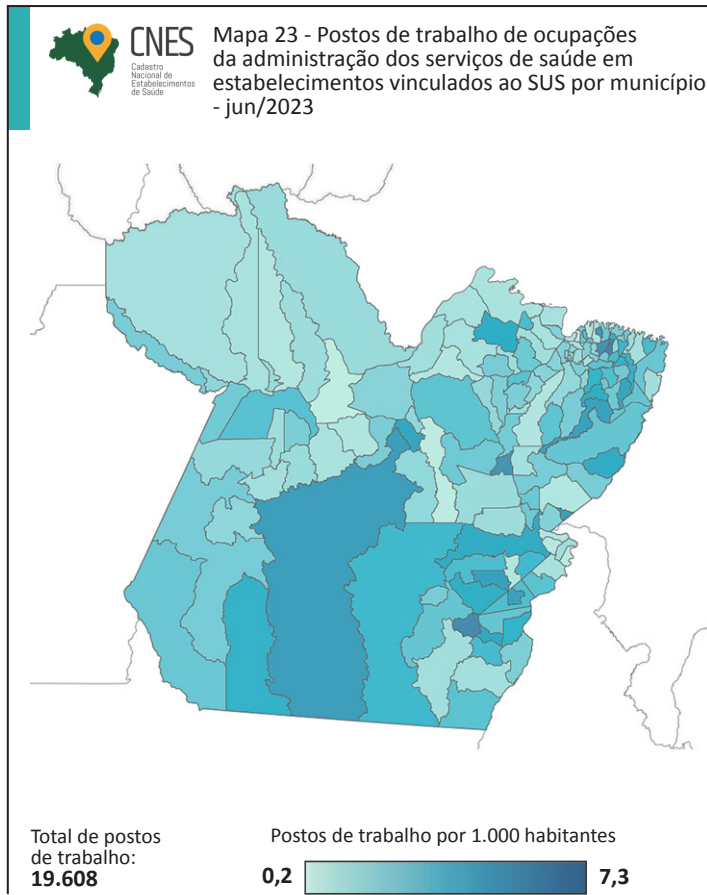 CNES
Cadastro
Nacional de
Estabelecimentos
de Saúde
Mapa 23 - Postos de trabalho de ocupações
da administração dos serviços de saúde em
estabelecimentos vinculados ao SUS por município
- jun/2023
Total de postos
de trabalho:
19.608
Postos de trabalho por 1.000 habitantes
0,2
7,3